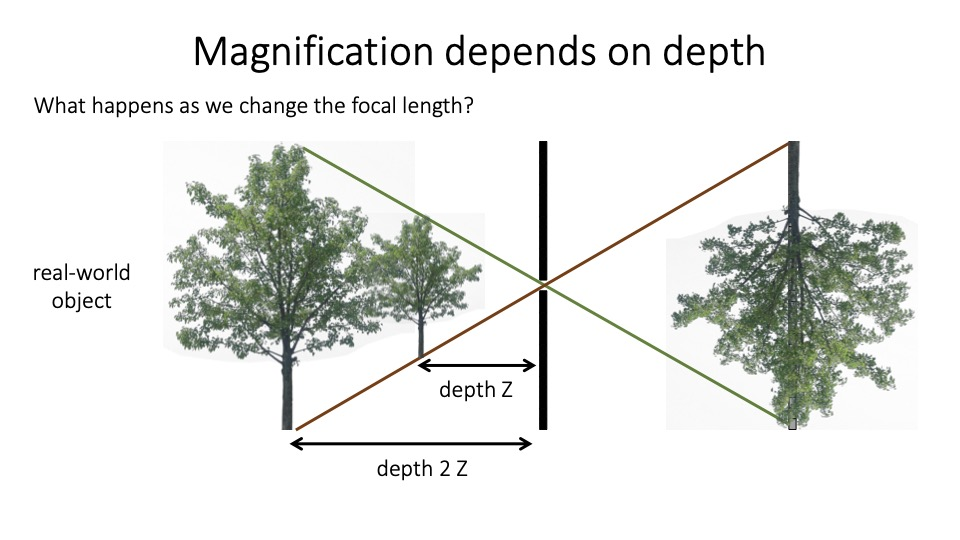 Magnification depends on depth
What happens as we change the focal length?
real-world
object
depth Z
depth 2 Z